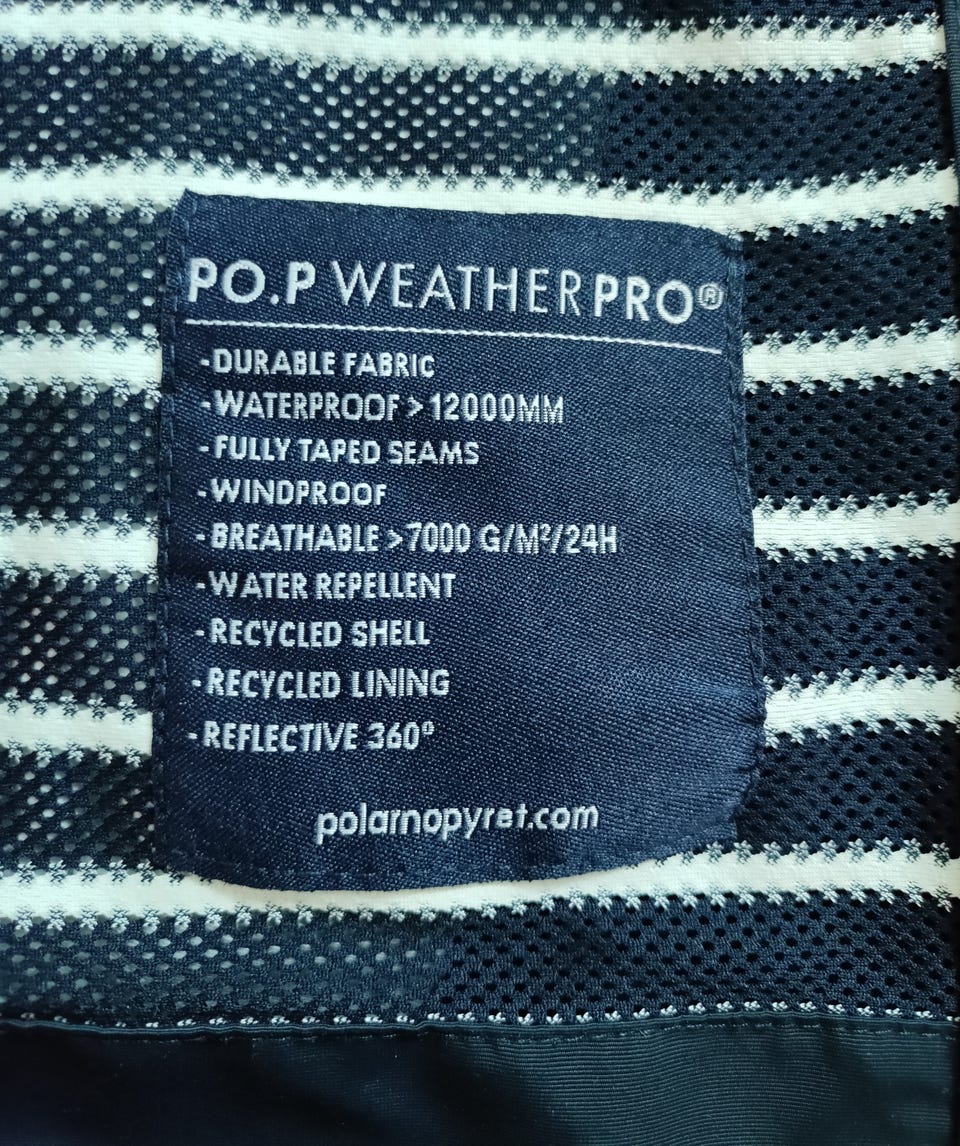 PO.P WEATHERPRO®
-DURABLE FABRIC
-WATERPROOF >12000MM
-FULLY TAPED SEAMS
-WINDPROOF
-BREATHABLE >7000 G/M²/24H
-WATER REPELLENT
-RECYCLED SHELL
-RECYCLED LINING
-REFLECTIVE 360°
polarnopyret.com